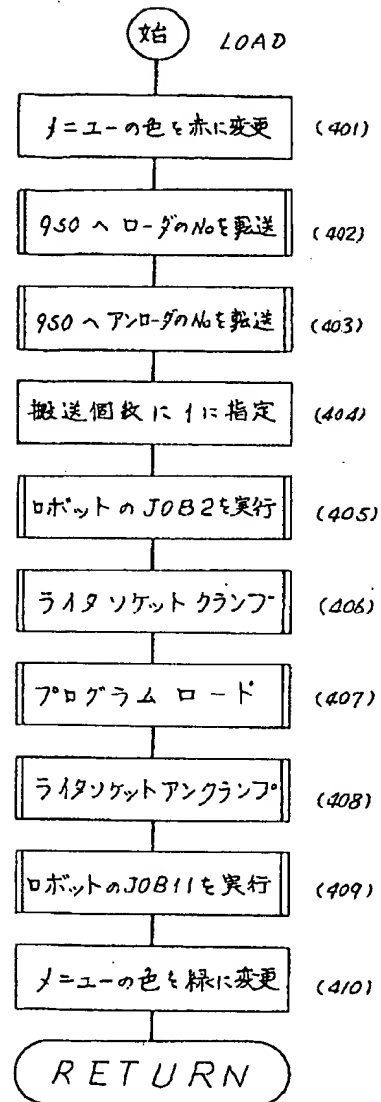 始 LOAD
メニューの色を赤に変更 (401)
950へローダのNoを転送 (402)
950へアンローダのNoを転送 (403)
搬送個数に1に指定 (404)
ロボットのJOB2を実行 (405)
ライタソケットクランプ (406)
プログラムロード (407)
ライタソケットアンクランプ (408)
ロボットのJOB11を実行 (409)
メニューの色を緑に変更 (410)
RETURN